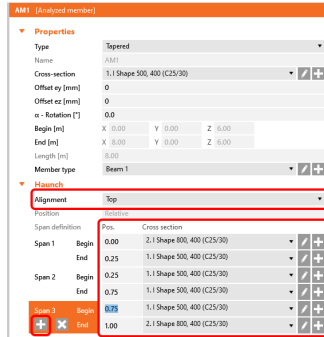 AM1 [Analyzed member]
Properties
Type Tapered
Name AM1
Cross-section 1. I Shape 500, 400 (C25/30)
Offset ey [mm] 0
Offset ez [mm] 0
α - Rotation [°] 0.0
Begin [m] X 0.00 Y 0.00 Z 6.00
End [m] X 8.00 Y 0.00 Z 6.00
Length [m] 8.00
Member type Beam 1
Haunch
Alignment Top
Position Relative
Span definition Pos. Cross section
Span 1 Begin 0.00 2. I Shape 800, 400 (C25/30)
End 0.25 1. I Shape 500, 400 (C25/30)
Span 2 Begin 0.25 1. I Shape 500, 400 (C25/30)
End 0.75 1. I Shape 500, 400 (C25/30)
Span 3 Begin 0.75 1. I Shape 500, 400 (C25/30)
End 1.00 2. I Shape 800, 400 (C25/30)